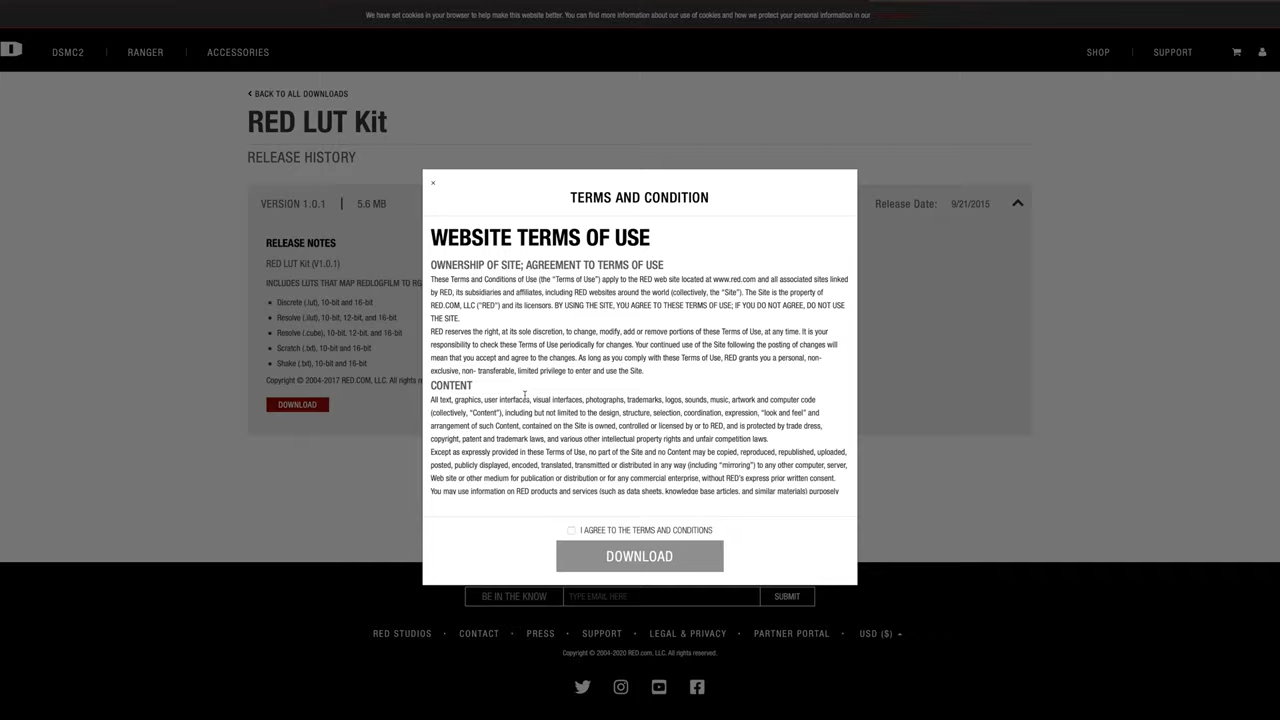 We have set cookies in your browser to help make this website better. You can find more information about our use of cookies and how we protect your personal information in our
DSMC2 | RANGER | ACCESSORIES
SHOP | SUPPORT
BACK TO ALL DOWNLOADS
RED LUT Kit
RELEASE HISTORY
VERSION 1.0.1 | 5.6 MB
Release Date: 9/21/2015
RELEASE NOTES
RED LUT Kit (V1.0.1)
INCLUDES LUTS THAT MAP REDLOGFILM TO
• Discrete (.lut), 10-bit and 16-bit
• Resolve (.ilut), 10-bit, 12-bit, and 16-bit
• Resolve (.cube), 10-bit, 12-bit, and 16-bit
• Scratch (.txt), 10-bit and 16-bit
• Shake (.txt), 10-bit and 16-bit
Copyright © 2004-2017 RED.COM, LLC. All rights
DOWNLOAD
×
TERMS AND CONDITION
WEBSITE TERMS OF USE
OWNERSHIP OF SITE; AGREEMENT TO TERMS OF USE
These Terms and Conditions of Use (the "Terms of Use") apply to the RED web site located at www.red.com and all associated sites linked
by RED, its subsidiaries and affiliates, including RED websites around the world (collectively, the "Site"). The Site is the property of
RED.COM, LLC ("RED") and its licensors. BY USING THE SITE, YOU AGREE TO THESE TERMS OF USE; IF YOU DO NOT AGREE, DO NOT USE
THE SITE.
RED reserves the right, at its sole discretion, to change, modify, add or remove portions of these Terms of Use, at any time. It is your
responsibility to check these Terms of Use periodically for changes. Your continued use of the Site following the posting of changes will
mean that you accept and agree to the changes. As long as you comply with these Terms of Use, RED grants you a personal, non-
exclusive, non- transferable, limited privilege to enter and use the Site.
CONTENT
All text, graphics, user interfaces, visual interfaces, photographs, trademarks, logos, sounds, music, artwork and computer code
(collectively, "Content"), including but not limited to the design, structure, selection, coordination, expression, "look and feel" and
arrangement of such Content, contained on the Site is owned, controlled or licensed by or to RED, and is protected by trade dress,
copyright, patent and trademark laws, and various other intellectual property rights and unfair competition laws.
Except as expressly provided in these Terms of Use, no part of the Site and no Content may be copied, reproduced, republished, uploaded,
posted, publicly displayed, encoded, translated, transmitted or distributed in any way (including "mirroring") to any other computer, server,
Web site or other medium for publication or distribution or for any commercial enterprise, without RED's express prior written consent.
You may use information on RED products and services (such as data sheets, knowledge base articles, and similar materials) purposely
I AGREE TO THE TERMS AND CONDITIONS
DOWNLOAD
BE IN THE KNOW TYPE EMAIL HERE SUBMIT
RED STUDIOS • CONTACT • PRESS • SUPPORT • LEGAL & PRIVACY • PARTNER PORTAL • USD ($)
Copyright © 2004-2020 RED.com, LLC. All rights reserved.